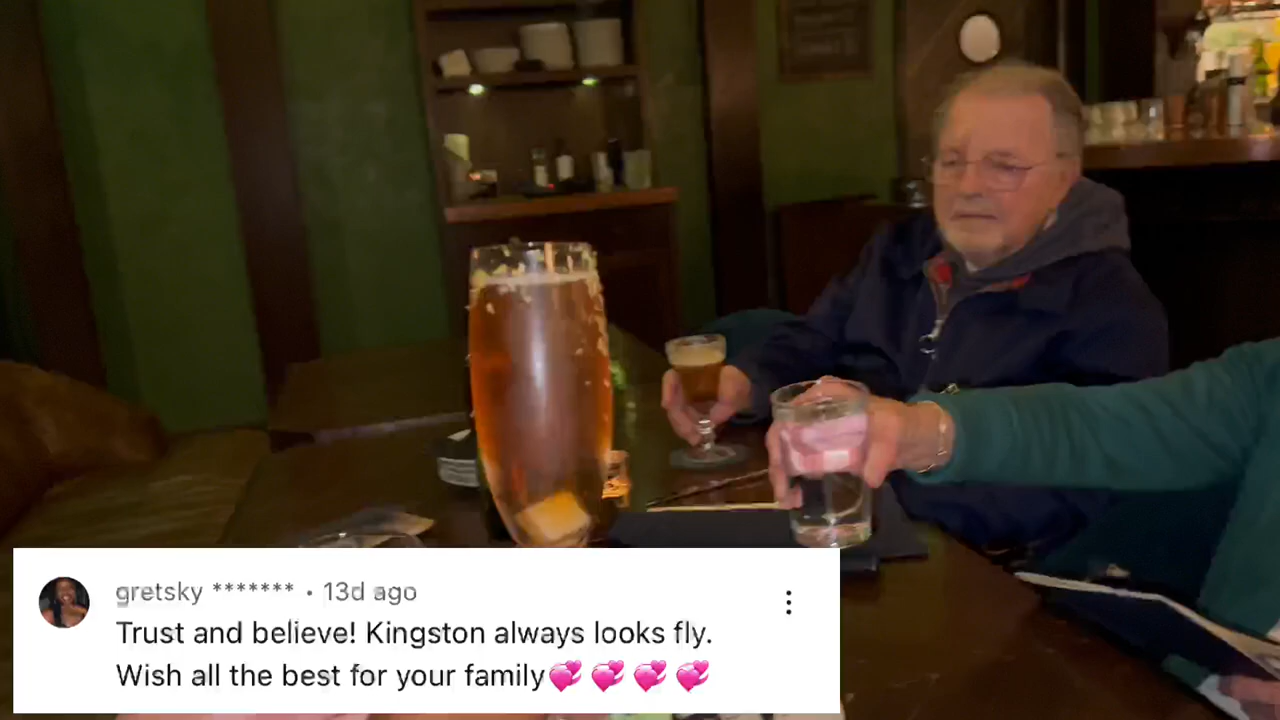 gretsky ******* • 13d ago
Trust and believe! Kingston always looks fly.
Wish all the best for your family💞💞💞💞